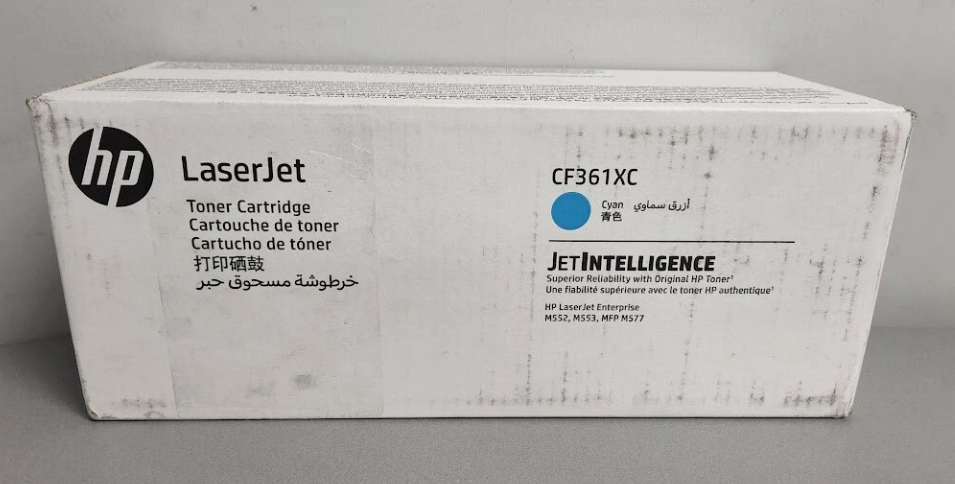 hp
LaserJet
Toner Cartridge
Cartouche de toner
Cartucho de tóner
打印硒鼓
خرطوشة مسحوق حبر
CF361XC
Cyan أزرق سماوي
青色
JETINTELLIGENCE
Superior Reliability with Original HP Toner¹
Une fiabilité supérieure avec le toner HP authentique¹
HP LaserJet Enterprise
M552, M553, MFP M577